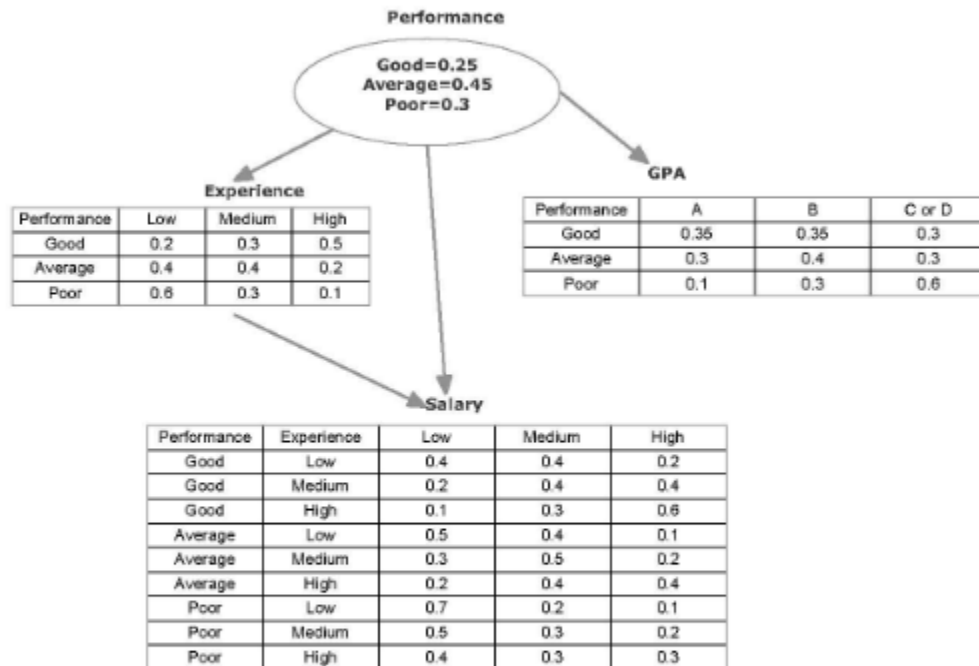 Performance
Good=0.25
Average=0.45
Poor=0.3
Experience
Performance Low Medium High
Good 0.2 0.3 0.5
Average 0.4 0.4 0.2
Poor 0.6 0.3 0.1
GPA
Performance A B C or D
Good 0.35 0.35 0.3
Average 0.3 0.4 0.3
Poor 0.1 0.3 0.6
Salary
Performance Experience Low Medium High
Good Low 0.4 0.4 0.2
Good Medium 0.2 0.4 0.4
Good High 0.1 0.3 0.6
Average Low 0.5 0.4 0.1
Average Medium 0.3 0.5 0.2
Average High 0.2 0.4 0.4
Poor Low 0.7 0.2 0.1
Poor Medium 0.5 0.3 0.2
Poor High 0.4 0.3 0.3